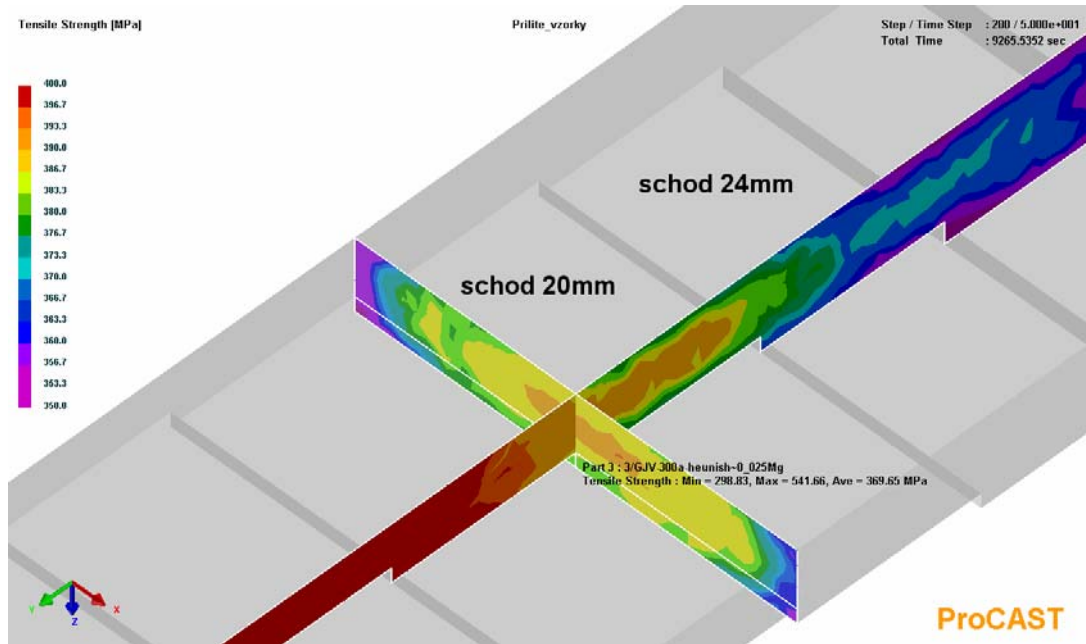 Tensile Strength [MPa]
Prilite_vzorky
Step / Time Step : 200 / 5.000e+001
Total Time : 9265.5352 sec
400.0
396.7
393.3
390.0
386.7
383.3
380.0
376.7
373.3
370.0
366.7
363.3
360.0
356.7
353.3
350.0
schod 24mm
schod 20mm
Part 3 : 3/GJV 300a heunish~0_025Mg
Tensile Strength : Min = 298.83, Max = 541.66, Ave = 369.65 MPa
Y
Z
X
ProCAST